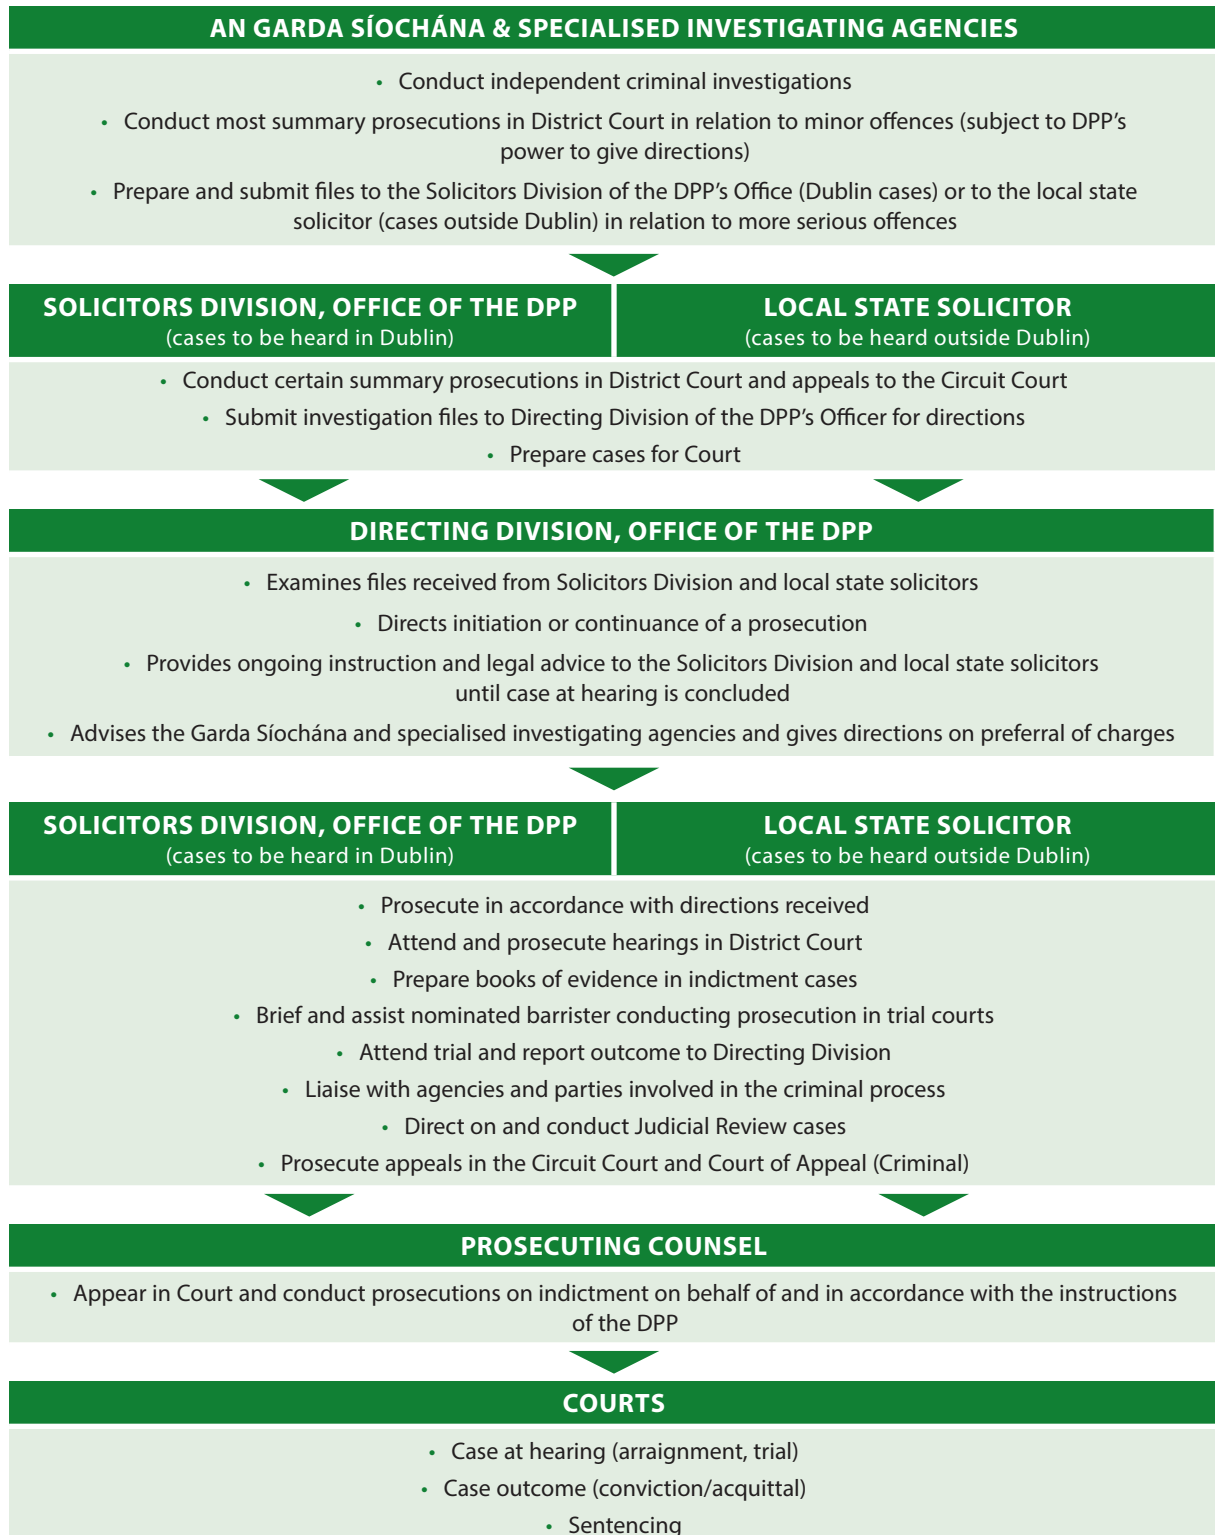 AN GARDA SÍOCHÁNA & SPECIALISED INVESTIGATING AGENCIES
• Conduct independent criminal investigations
• Conduct most summary prosecutions in District Court in relation to minor offences (subject to DPP's
power to give directions)
• Prepare and submit files to the Solicitors Division of the DPP's Office (Dublin cases) or to the local state
solicitor (cases outside Dublin) in relation to more serious offences
SOLICITORS DIVISION, OFFICE OF THE DPP
(cases to be heard in Dublin)
LOCAL STATE SOLICITOR
(cases to be heard outside Dublin)
• Conduct certain summary prosecutions in District Court and appeals to the Circuit Court
• Submit investigation files to Directing Division of the DPP's Officer for directions
• Prepare cases for Court
DIRECTING DIVISION, OFFICE OF THE DPP
• Examines files received from Solicitors Division and local state solicitors
• Directs initiation or continuance of a prosecution
• Provides ongoing instruction and legal advice to the Solicitors Division and local state solicitors
until case at hearing is concluded
• Advises the Garda Síochána and specialised investigating agencies and gives directions on preferral of charges
SOLICITORS DIVISION, OFFICE OF THE DPP
(cases to be heard in Dublin)
LOCAL STATE SOLICITOR
(cases to be heard outside Dublin)
• Prosecute in accordance with directions received
• Attend and prosecute hearings in District Court
• Prepare books of evidence in indictment cases
• Brief and assist nominated barrister conducting prosecution in trial courts
• Attend trial and report outcome to Directing Division
• Liaise with agencies and parties involved in the criminal process
• Direct on and conduct Judicial Review cases
• Prosecute appeals in the Circuit Court and Court of Appeal (Criminal)
PROSECUTING COUNSEL
• Appear in Court and conduct prosecutions on indictment on behalf of and in accordance with the instructions
of the DPP
COURTS
• Case at hearing (arraignment, trial)
• Case outcome (conviction/acquittal)
• Sentencing